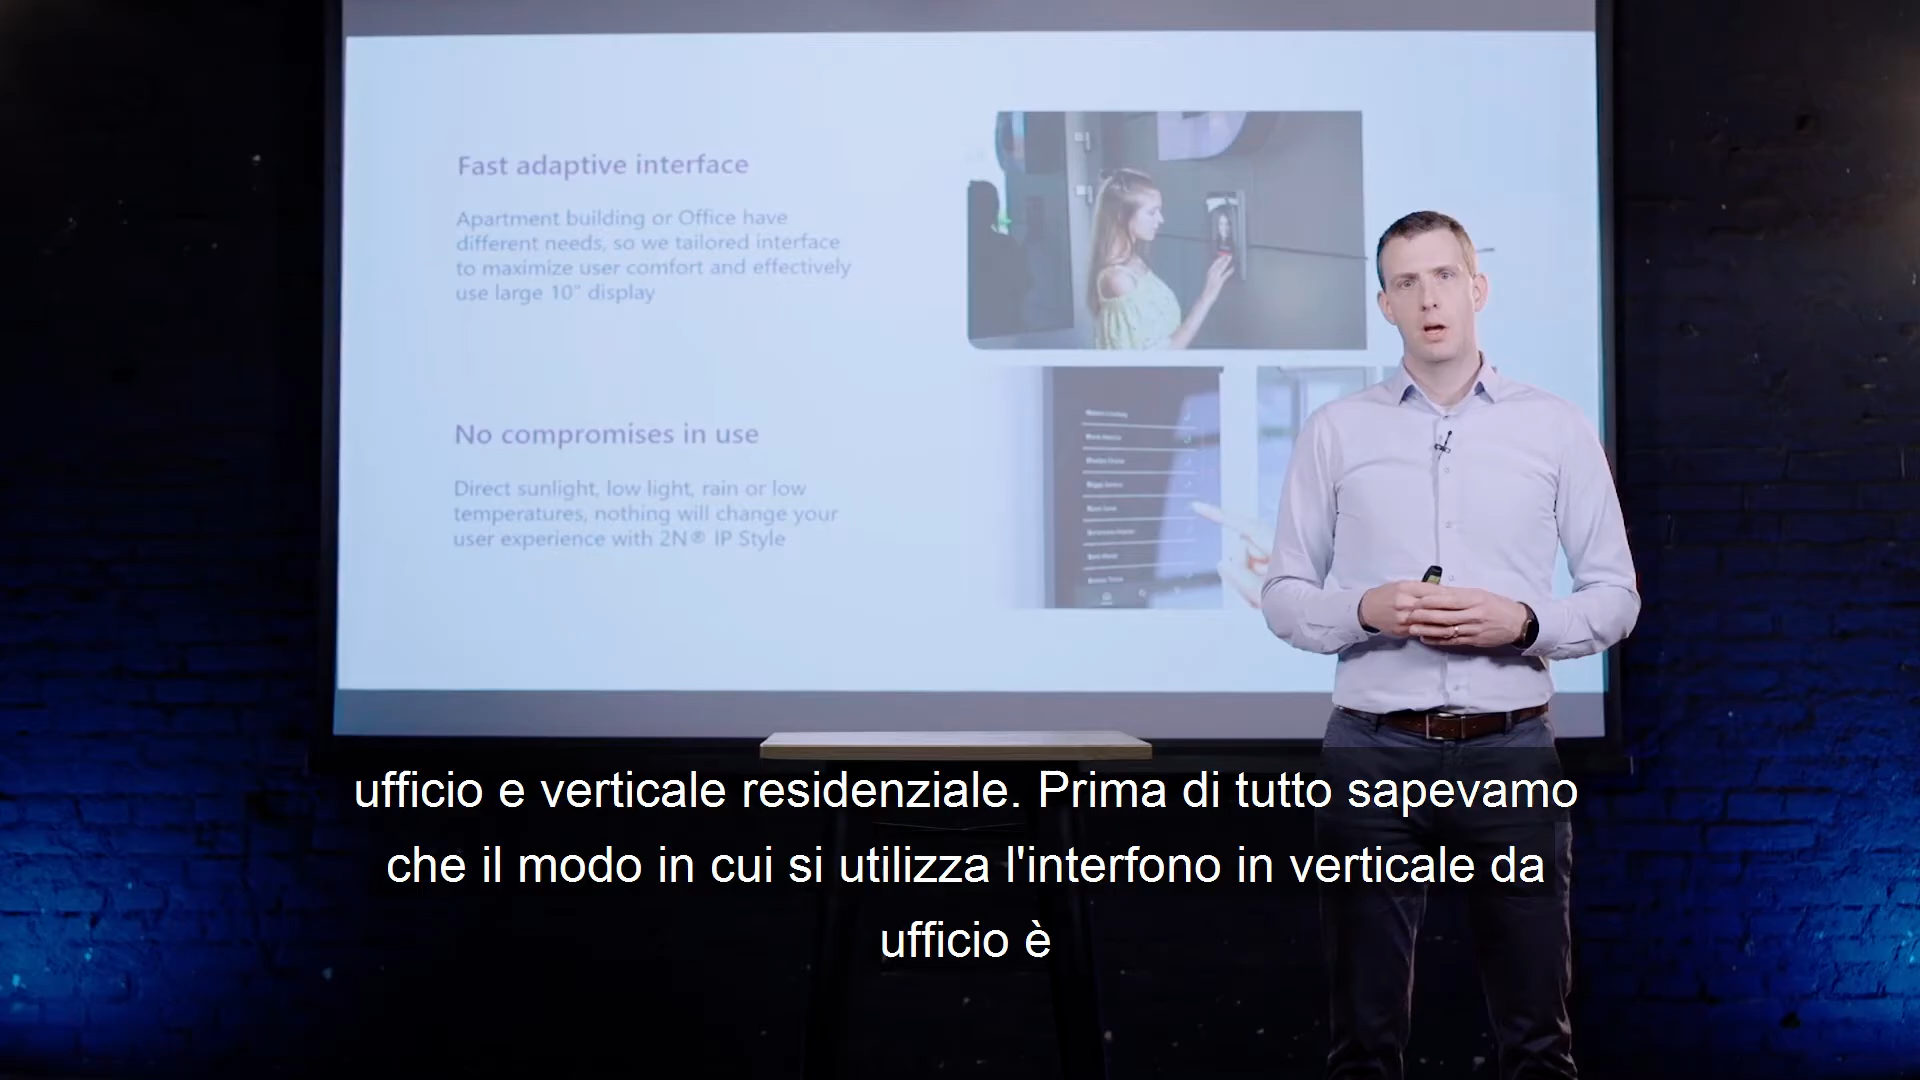 Fast adaptive interface
Apartment building or Office have
different needs, so we tailored interface
to maximize user comfort and effectively
use large 10" display
No compromises in use
Direct sunlight, low light, rain or low
temperatures, nothing will change your
user experience with 2N® IP Style
ufficio e verticale residenziale. Prima di tutto sapevamo
che il modo in cui si utilizza l'interfono in verticale da
ufficio è